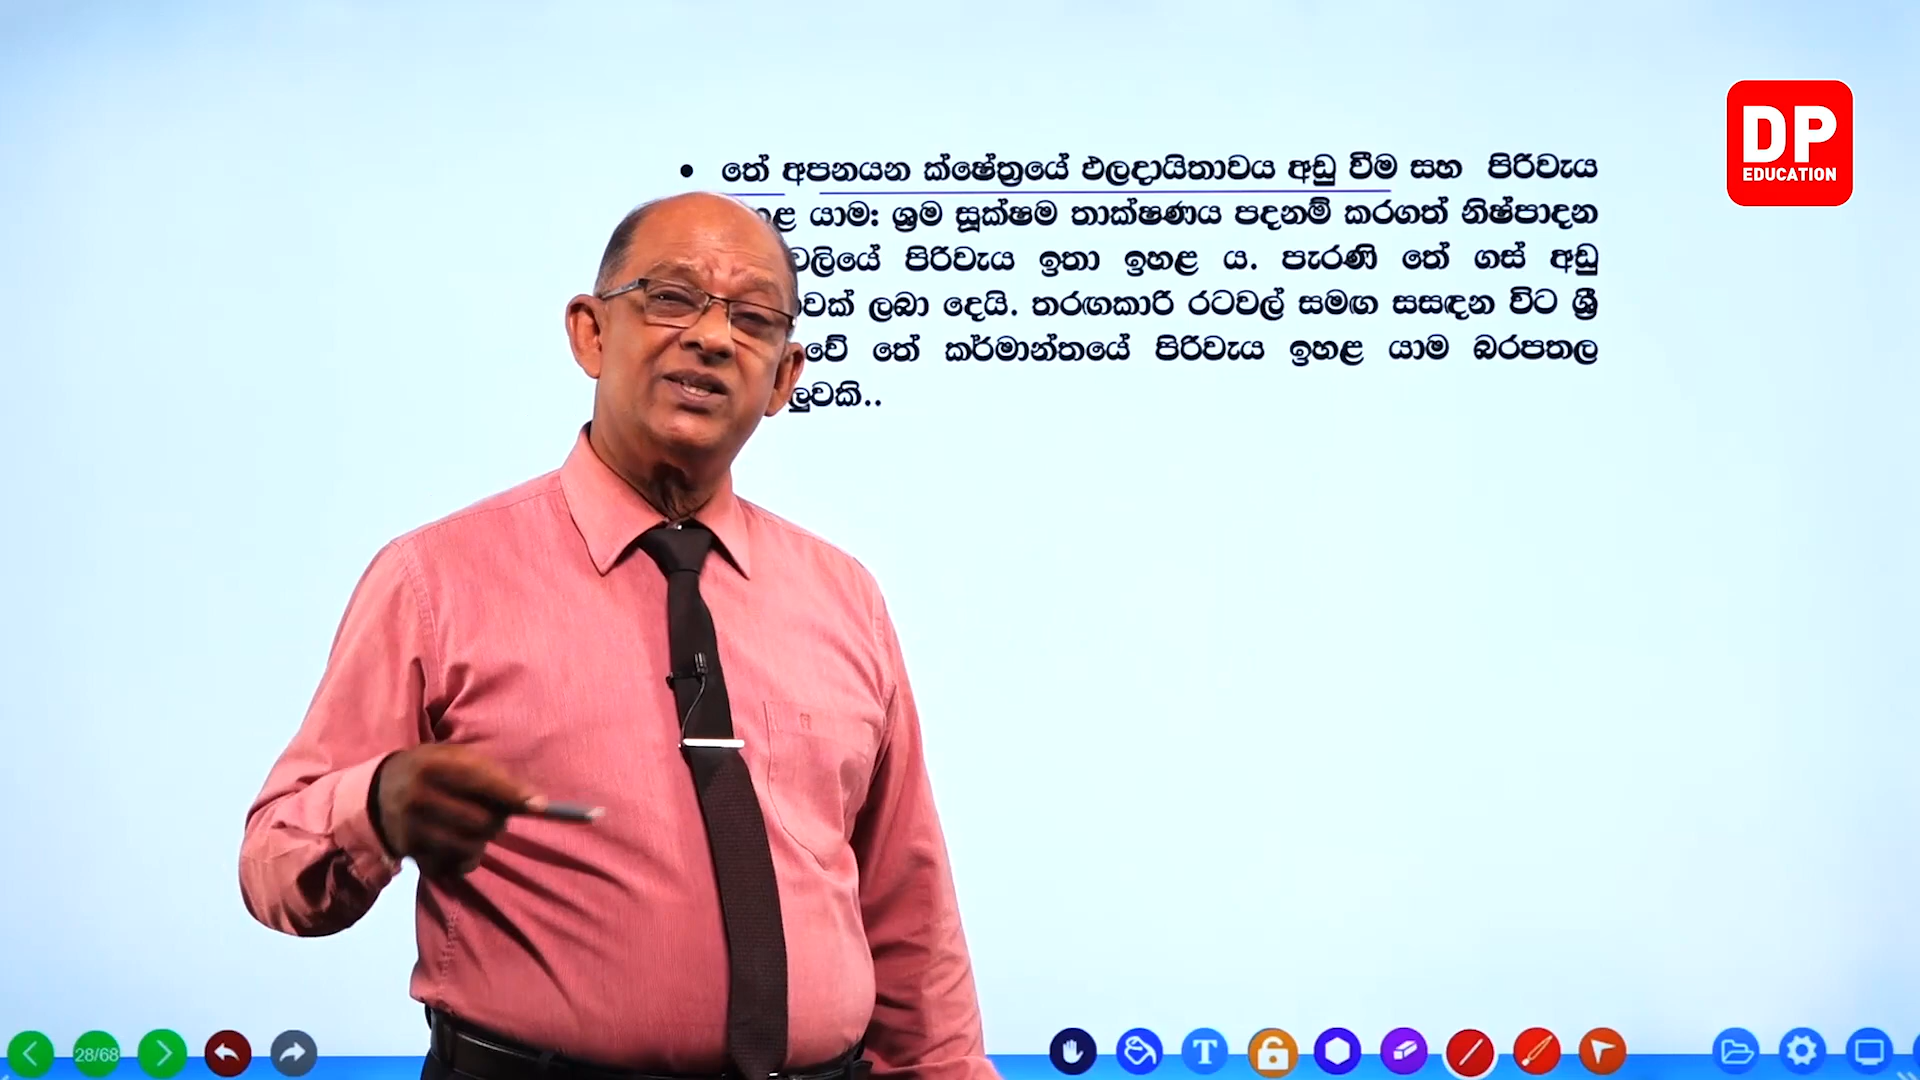 • තේ අපනයන ක්ෂේත්‍රයේ ඵලදායිතාවය අඩු වීම සහ පිරිවැය
යාම: ශ්‍රම සූක්ෂම තාක්ෂණය පදනම් කරගත් නිෂ්පාදන
පිරිවැය ඉතා ඉහළ ය. පැරණි තේ ගස් අඩු
ලබා දෙයි. තරඟකාරී රටවල් සමඟ සසඳන විට ශ්‍රී
තේ කර්මාන්තයේ පිරිවැය ඉහළ යාම බරපතල
DP
EDUCATION
28/68
T